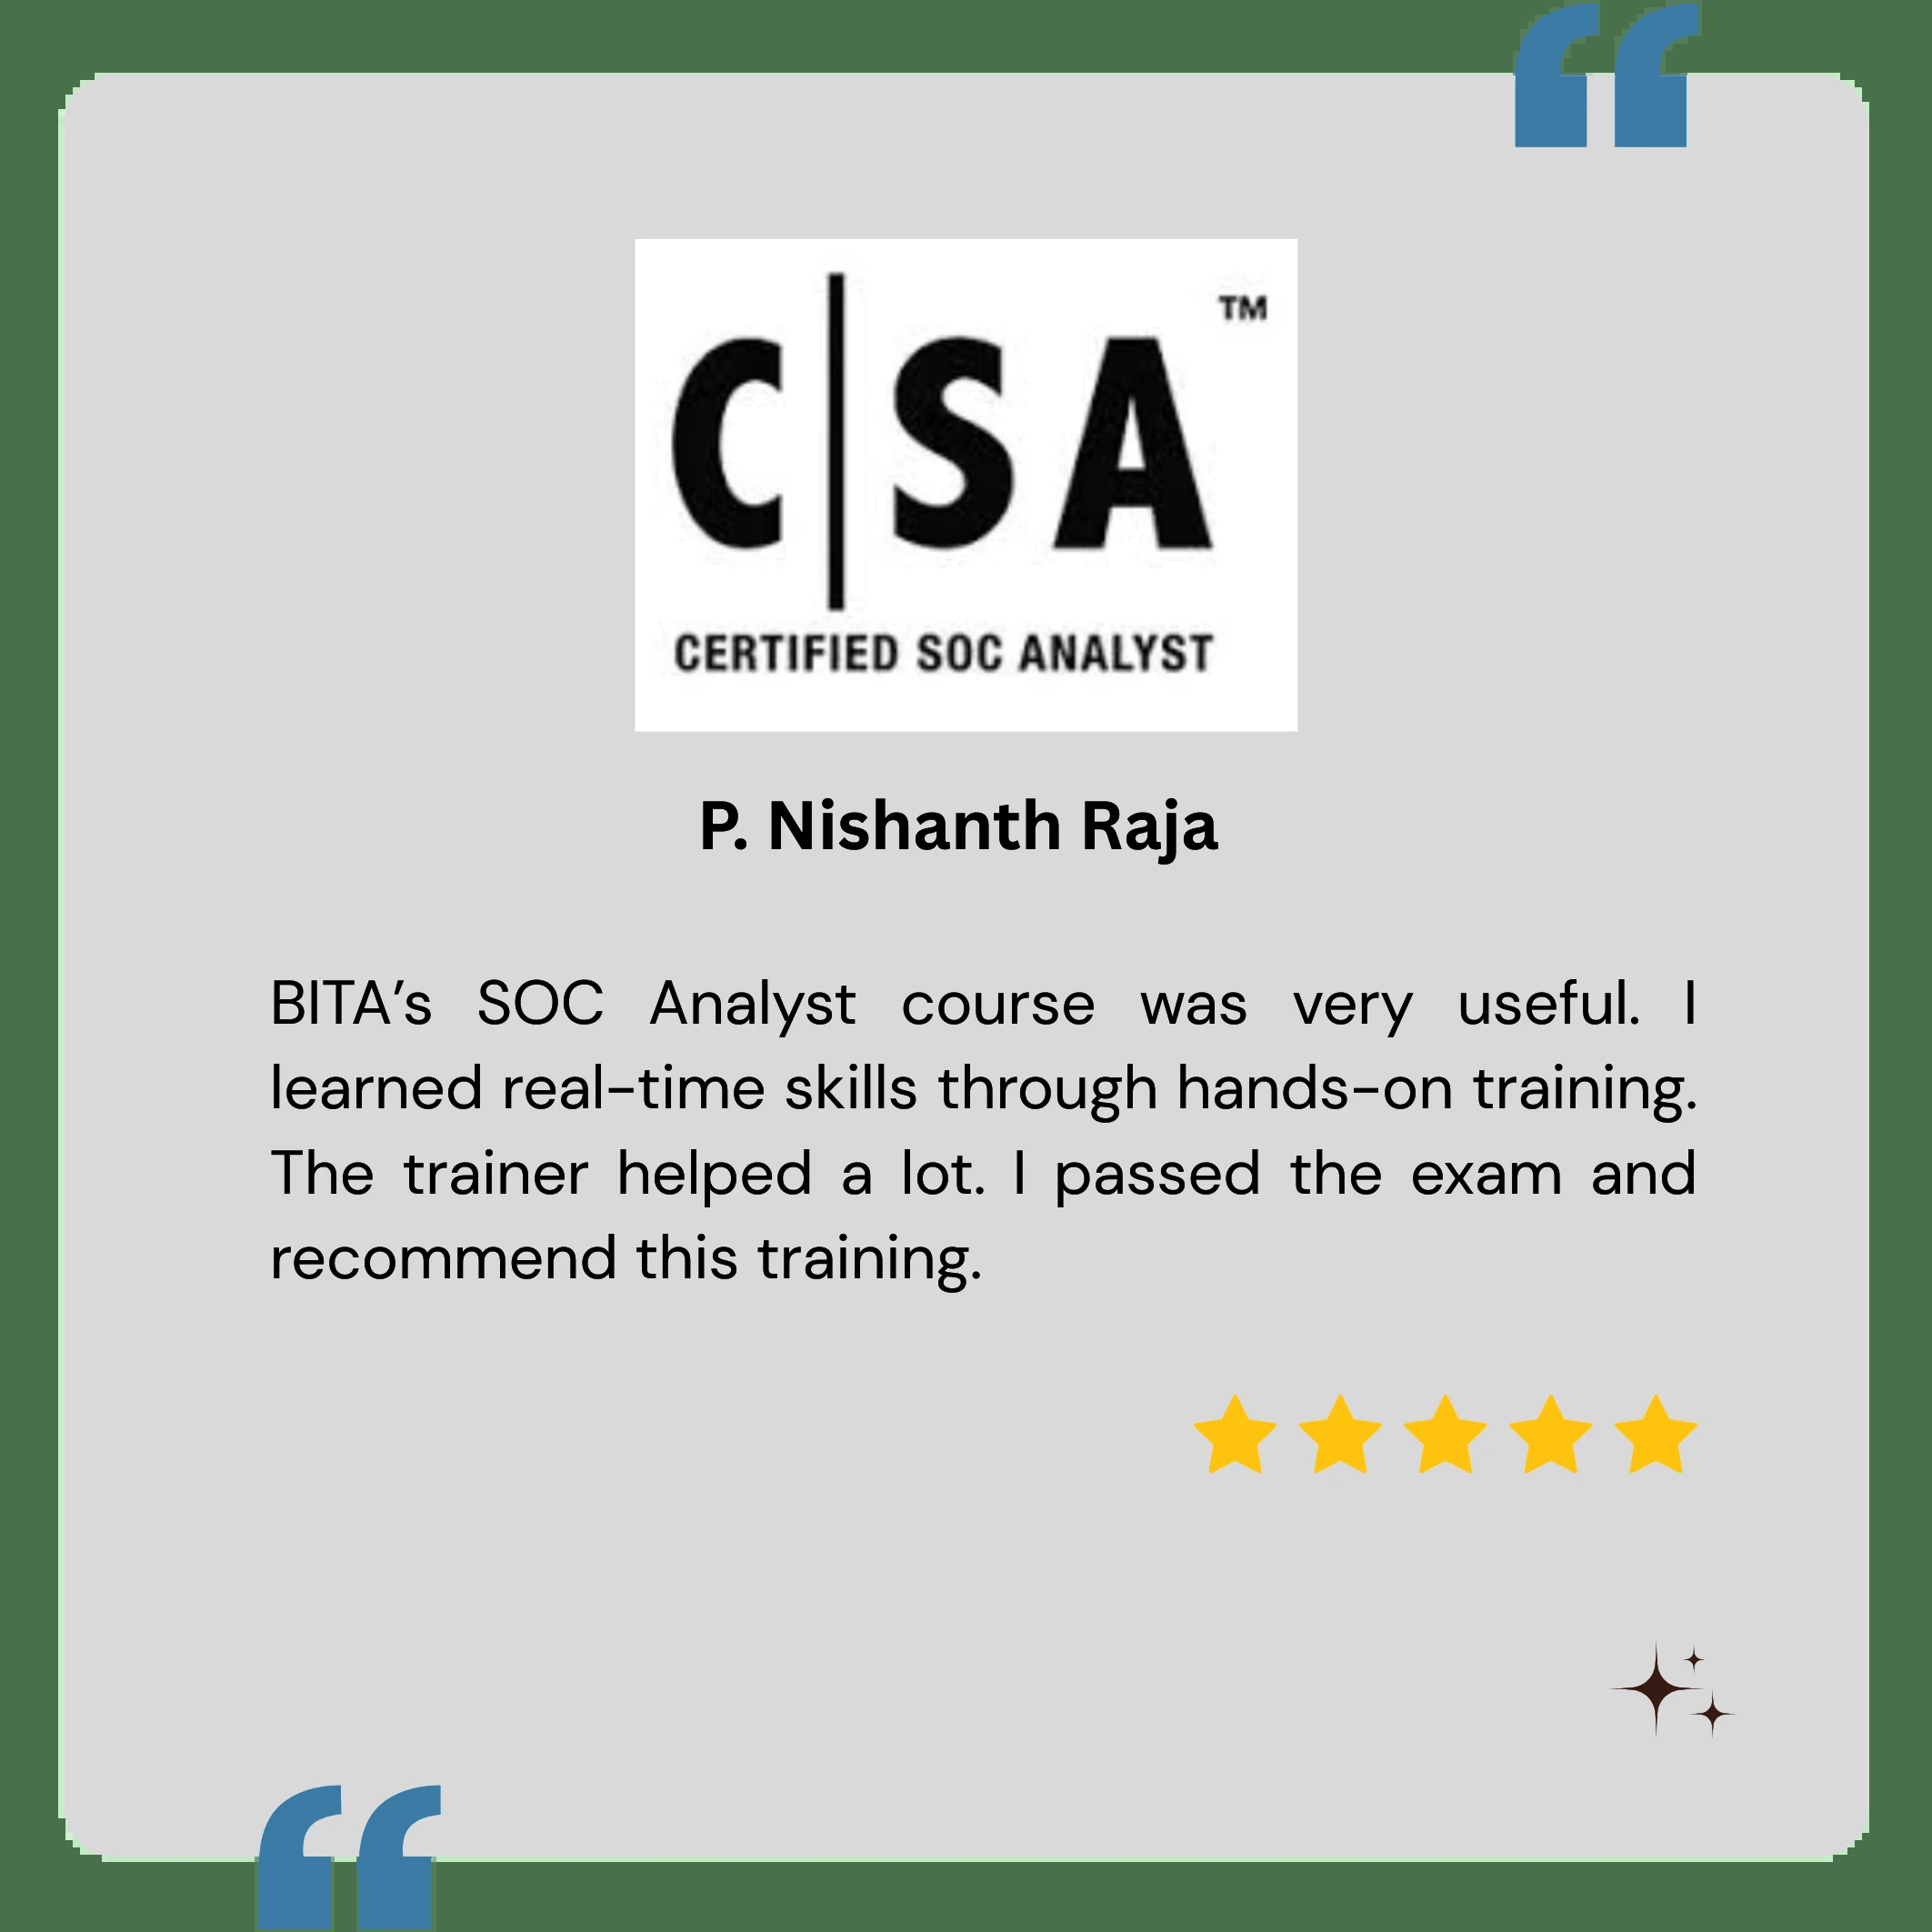 C|SA™
CERTIFIED SOC ANALYST
P. Nishanth Raja
BITA’s SOC Analyst course was very useful. I
learned real-time skills through hands-on training.
The trainer helped a lot. I passed the exam and
recommend this training.